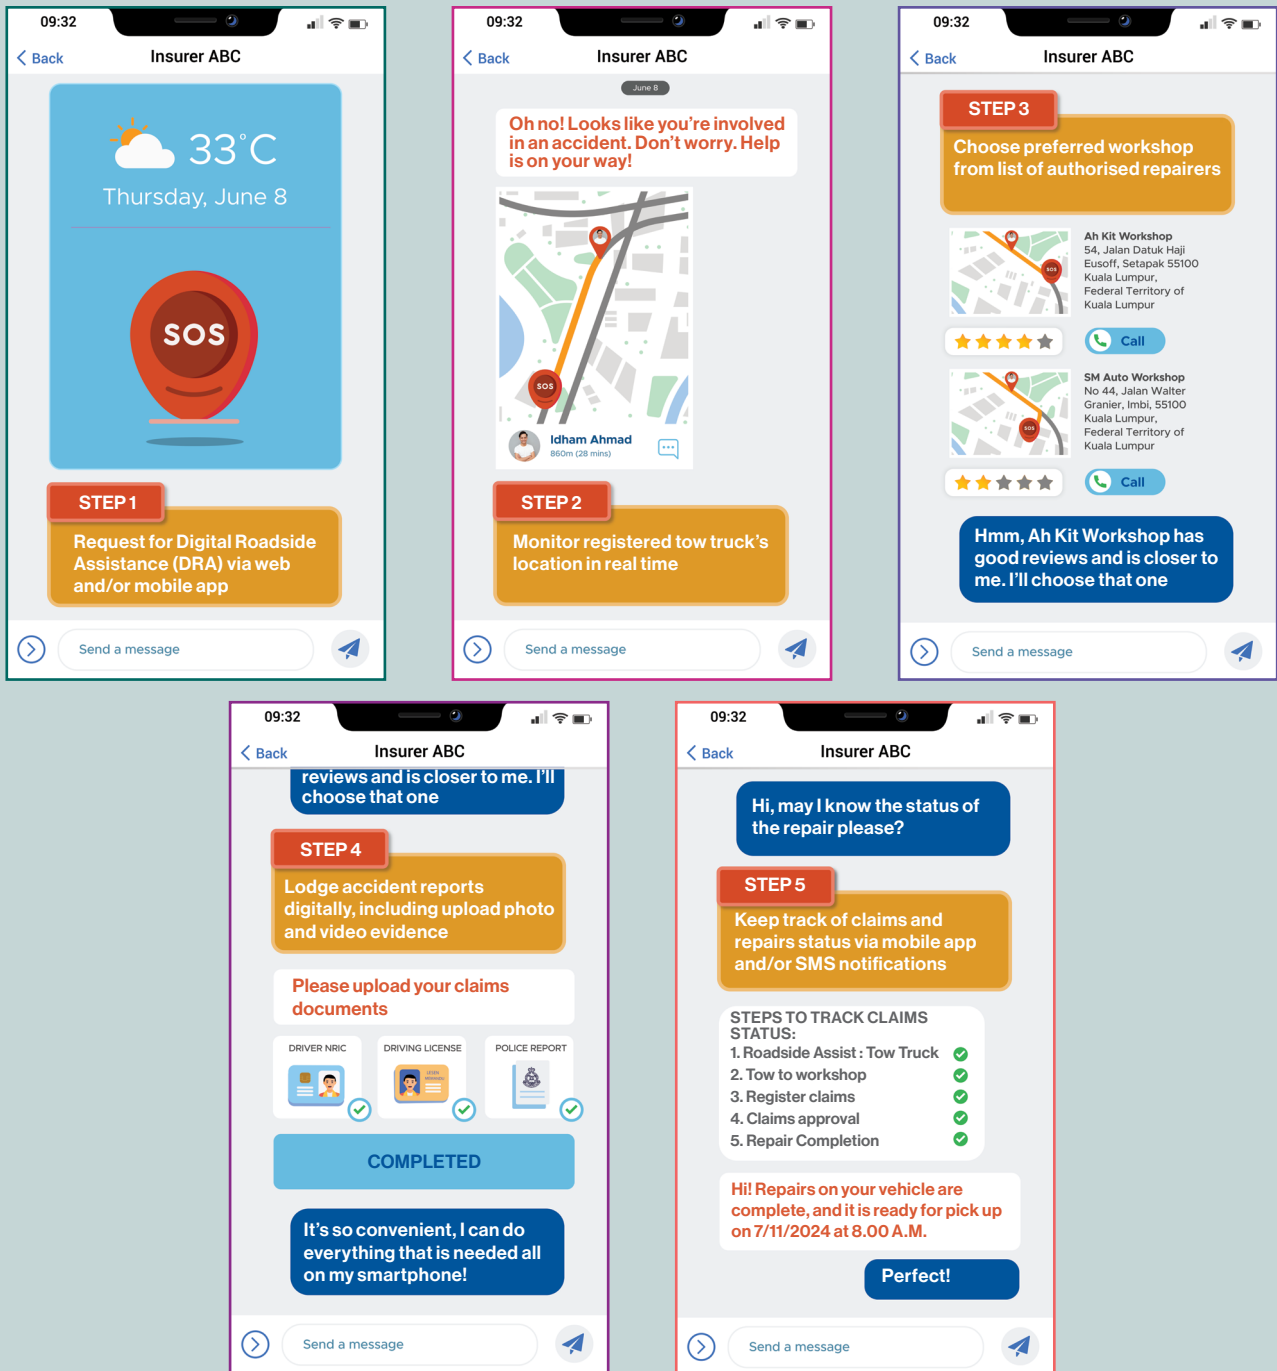 09:32
Back
Insurer ABC
33°C
Thursday, June 8
SOS
STEP 1
Request for Digital Roadside
Assistance (DRA) via web
and/or mobile app
Send a message
09:32
Back
Insurer ABC
June 8
Oh no! Looks like you're involved
in an accident. Don't worry. Help
is on your way!
SOS
Idham Ahmad
860m (28 mins)
STEP 2
Monitor registered tow truck's
location in real time
Send a message
09:32
Back
Insurer ABC
STEP 3
Choose preferred workshop
from list of authorised repairers
SOS
Ah Kit Workshop
54, Jalan Datuk Haji
Eusoff, Setapak 55100
Kuala Lumpur,
Federal Territory of
Kuala Lumpur
Call
SOS
SM Auto Workshop
No 44, Jalan Walter
Granier, Imbi, 55100
Kuala Lumpur,
Federal Territory of
Kuala Lumpur
Call
Hmm, Ah Kit Workshop has
good reviews and is closer to
me. I'll choose that one
Send a message
09:32
Back
Insurer ABC
reviews and is closer to me. I'll
choose that one
STEP 4
Lodge accident reports
digitally, including upload photo
and video evidence
Please upload your claims
documents
DRIVER NRIC
DRIVING LICENSE
POLICE REPORT
COMPLETED
It's so convenient, I can do
everything that is needed all
on my smartphone!
Send a message
09:32
Back
Insurer ABC
Hi, may I know the status of
the repair please?
STEP 5
Keep track of claims and
repairs status via mobile app
and/or SMS notifications
STEPS TO TRACK CLAIMS
STATUS:
1. Roadside Assist : Tow Truck
2. Tow to workshop
3. Register claims
4. Claims approval
5. Repair Completion
Hi! Repairs on your vehicle are
complete, and it is ready for pick up
on 7/11/2024 at 8.00 A.M.
Perfect!
Send a message